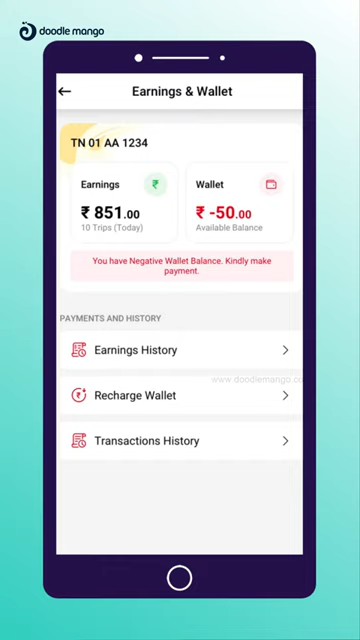 doodle mango
Earnings & Wallet
TN 01 AA 1234
Earnings
₹
Wallet
₹ 851.00
₹ -50.00
10 Trips (Today)
Available Balance
You have Negative Wallet Balance. Kindly make
payment.
PAYMENTS AND HISTORY
Earnings History
www.doodlemango.co
Recharge Wallet
Transactions History